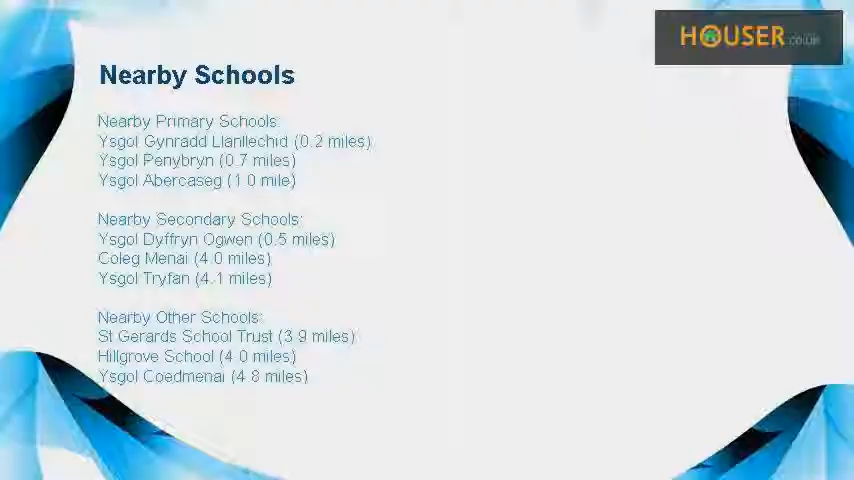 HOUSER.co.uk
Nearby Schools
Nearby Primary Schools:
Ysgol Gynradd Llanllechid (0.2 miles)
Ysgol Penybryn (0.7 miles)
Ysgol Abercaseg (1.0 mile)
Nearby Secondary Schools:
Ysgol Dyffryn Ogwen (0.5 miles)
Coleg Menai (4.0 miles)
Ysgol Tryfan (4.1 miles)
Nearby Other Schools:
St Gerards School Trust (3.9 miles)
Hillgrove School (4.0 miles)
Ysgol Coedmenai (4.8 miles)